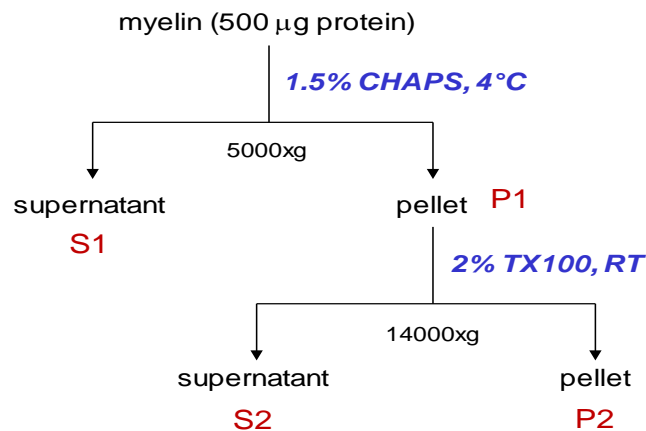 myelin (500 µg protein)
1.5% CHAPS, 4°C
5000xg
supernatant
pellet P1
S1
2% TX100, RT
14000xg
supernatant
pellet
S2
P2